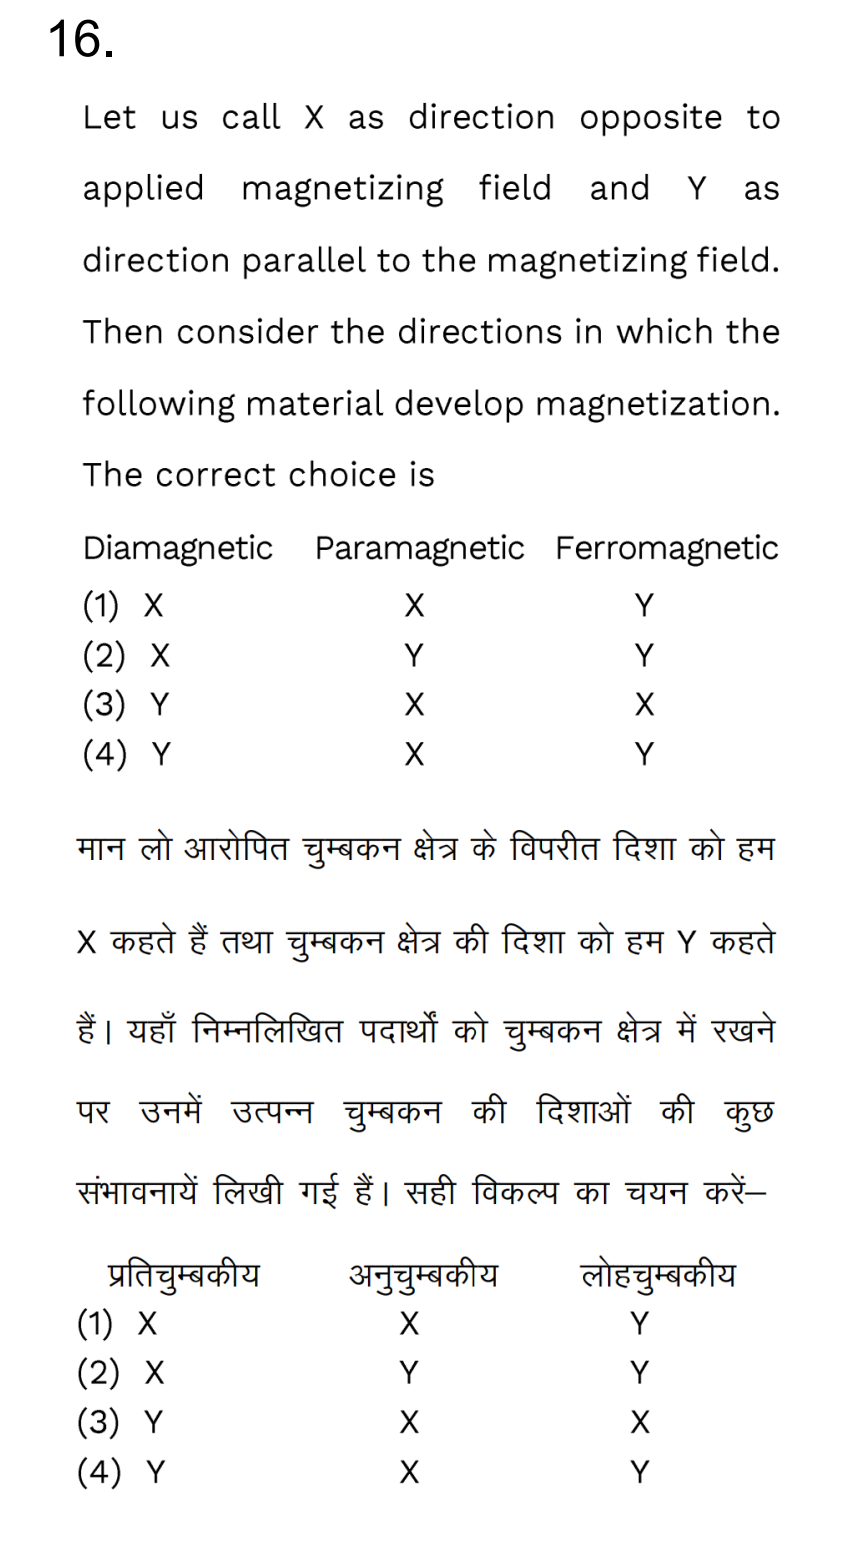 16.
Let us call X as direction opposite to
applied magnetizing field and Y as
direction parallel to the magnetizing field.
Then consider the directions in which the
following material develop magnetization.
The correct choice is
Diamagnetic Paramagnetic Ferromagnetic
(1) X X Y
(2) X Y Y
(3) Y X X
(4) Y X Y
मान लो आरोपित चुम्बकन क्षेत्र के विपरीत दिशा को हम
X कहते हैं तथा चुम्बकन क्षेत्र की दिशा को हम Y कहते
हैं। यहाँ निम्नलिखित पदार्थों को चुम्बकन क्षेत्र में रखने
पर उनमें उत्पन्न चुम्बकन की दिशाओं की कुछ
संभावनायें लिखी गई हैं। सही विकल्प का चयन करें–
प्रतिचुम्बकीय अनुचुम्बकीय लोहचुम्बकीय
(1) X X Y
(2) X Y Y
(3) Y X X
(4) Y X Y